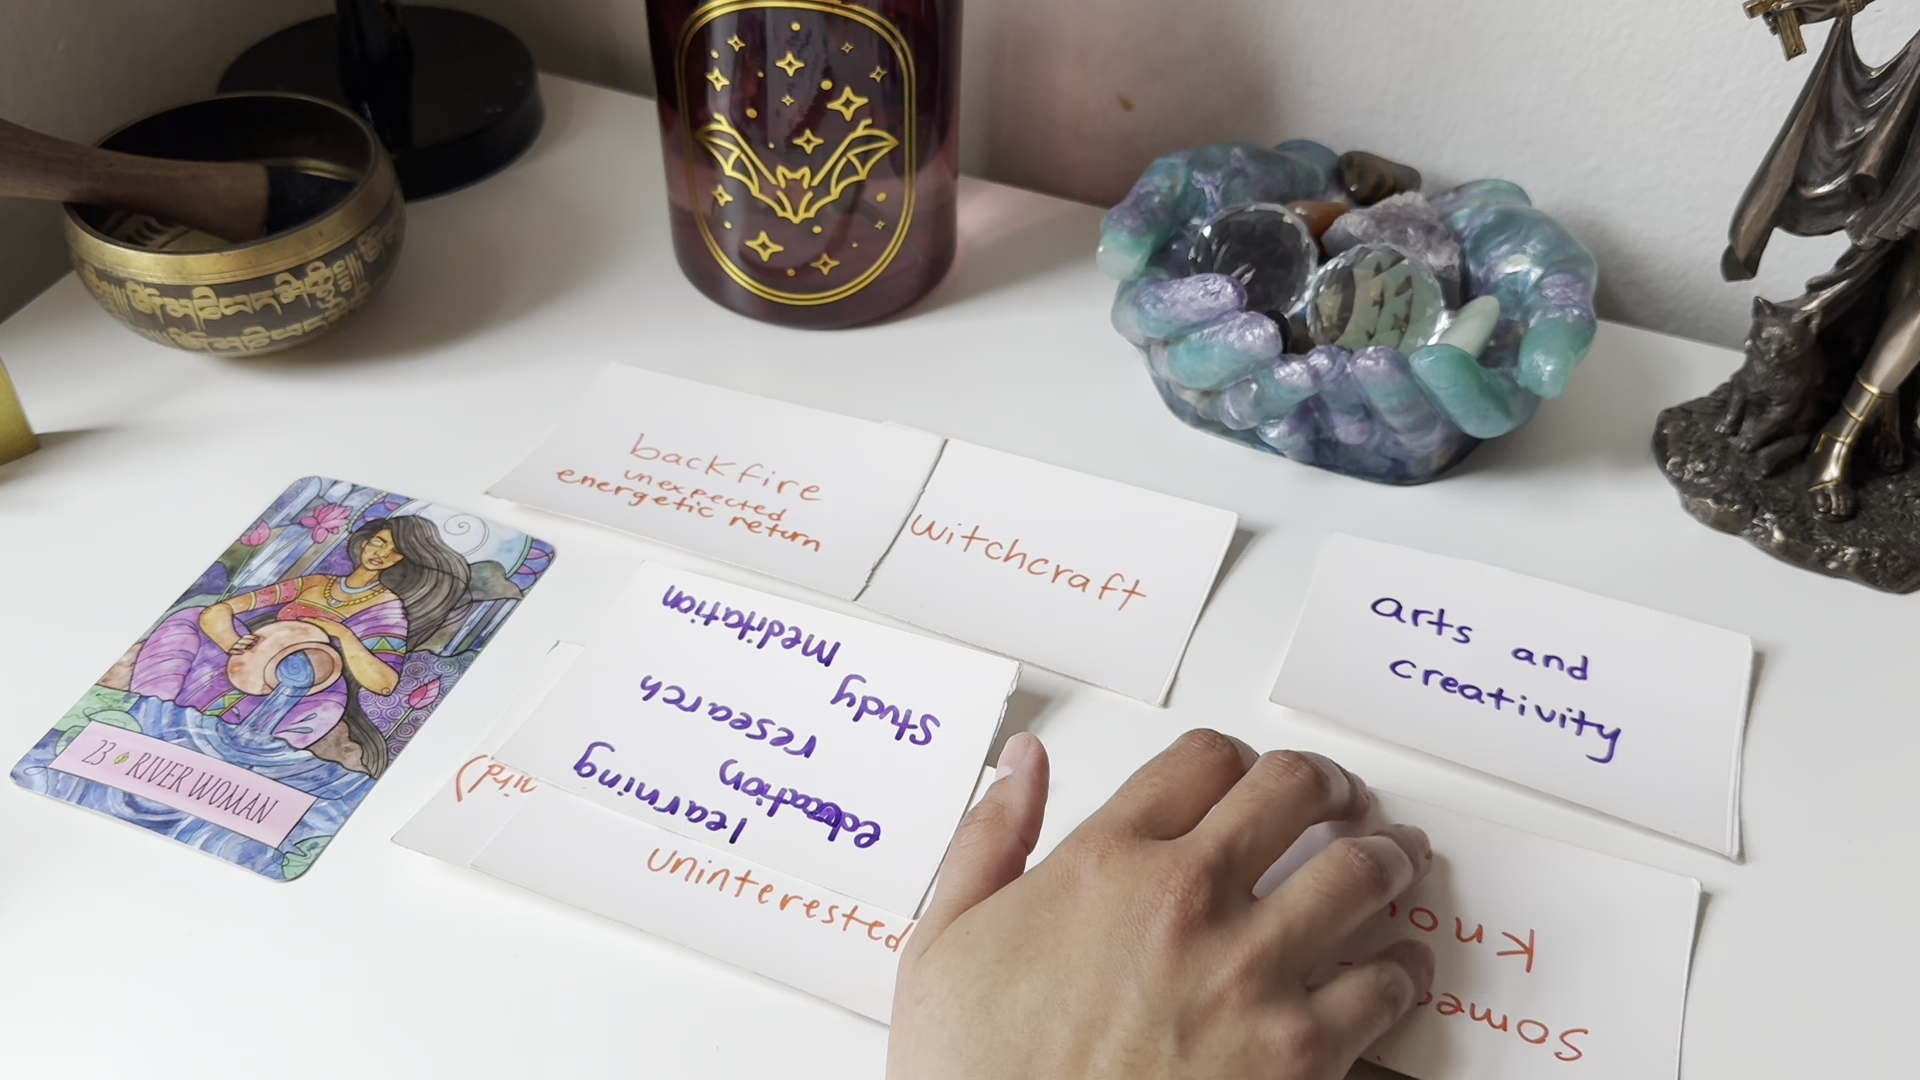 backfire
unexpected
energetic return
witchcraft
arts and
creativity
learning
education
research
study
meditation
uninterested
23 RIVER WOMAN